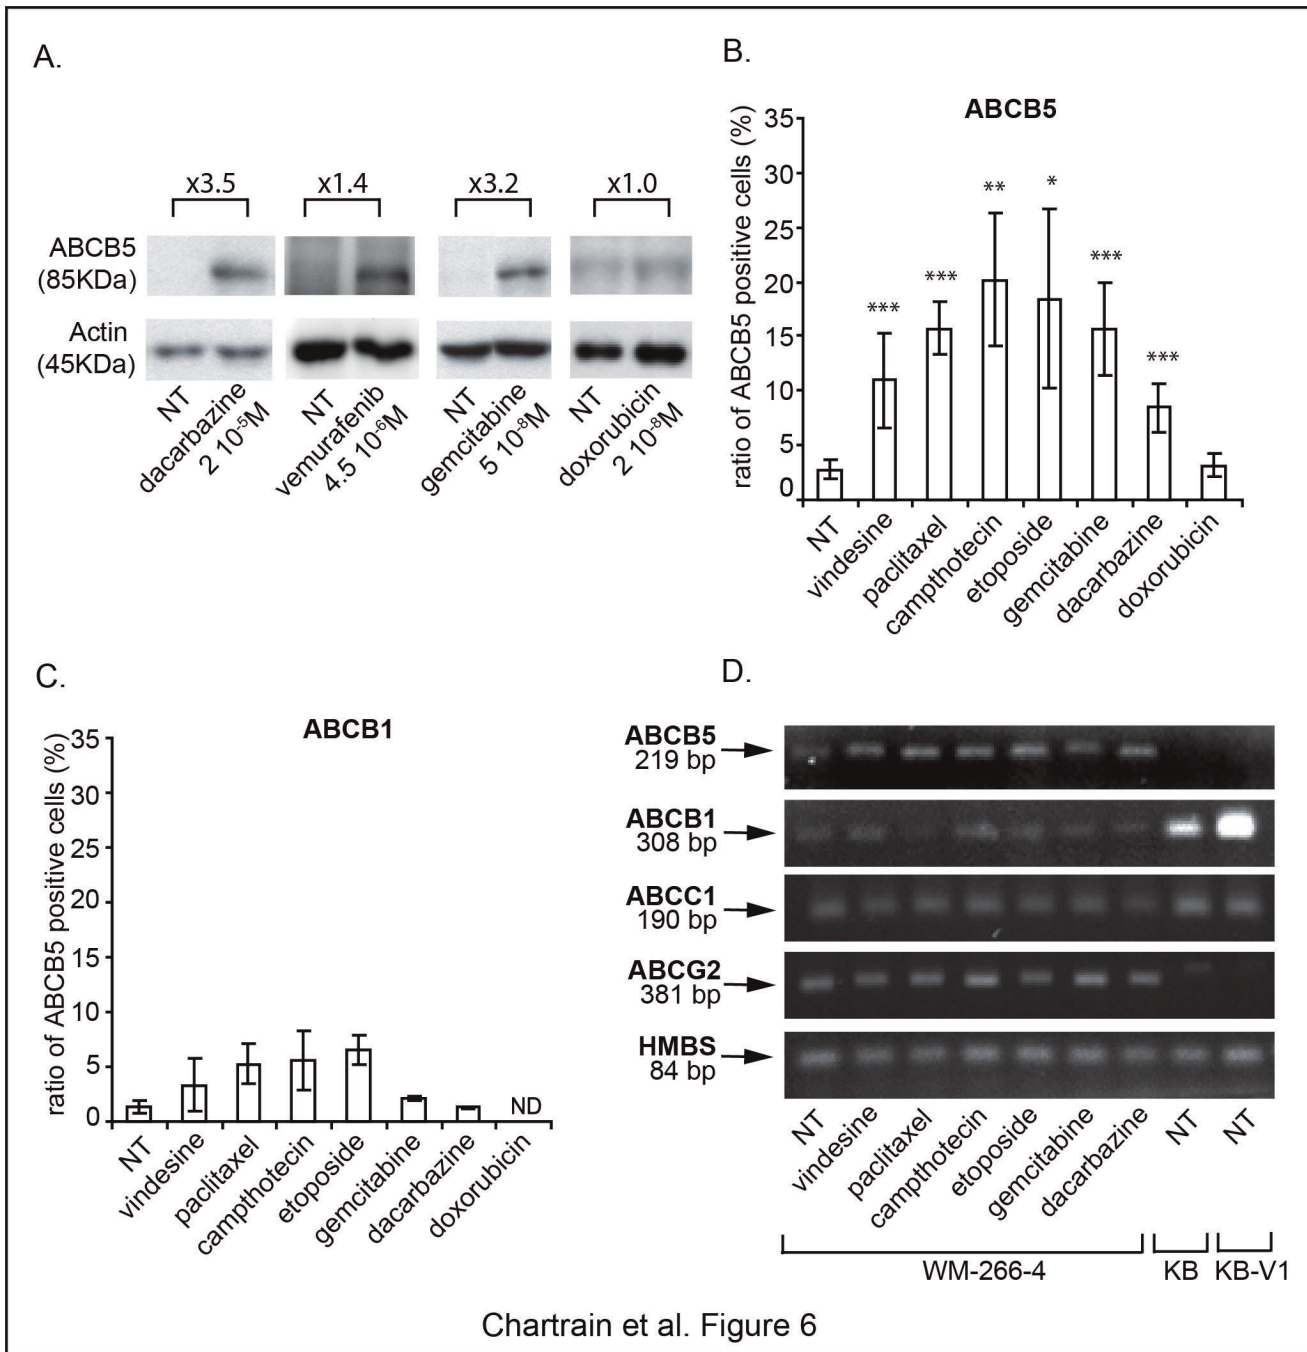 A.
x3.5 x1.4 x3.2 x1.0
ABCB5
(85KDa)
Actin
(45KDa)
NT
dacarbazine
2 10-5M
NT
vemurafenib
4.5 10-6M
NT
gemcitabine
5 10-8M
NT
doxorubicin
2 10-8M
B.
ABCB5
ratio of ABCB5 positive cells (%)
35
30
25
20
15
10
5
0
***
***
**
*
***
***
NT
vindesine
paclitaxel
campthotecin
etoposide
gemcitabine
dacarbazine
doxorubicin
C.
ABCB1
ratio of ABCB5 positive cells (%)
35
30
25
20
15
10
5
0
ND
NT
vindesine
paclitaxel
campthotecin
etoposide
gemcitabine
dacarbazine
doxorubicin
D.
ABCB5
219 bp
ABCB1
308 bp
ABCC1
190 bp
ABCG2
381 bp
HMBS
84 bp
NT
vindesine
paclitaxel
campthotecin
etoposide
gemcitabine
dacarbazine
NT
NT
WM-266-4 KB KB-V1
Chartrain et al. Figure 6